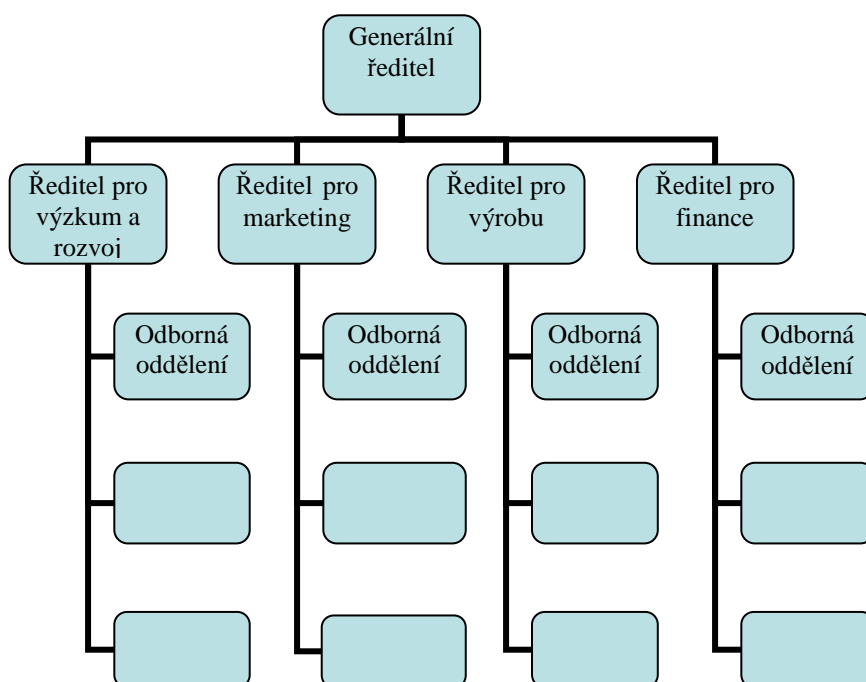 Generální
ředitel
Ředitel pro
výzkum a
rozvoj
Ředitel pro
marketing
Ředitel pro
výrobu
Ředitel pro
finance
Odborná
oddělení
Odborná
oddělení
Odborná
oddělení
Odborná
oddělení